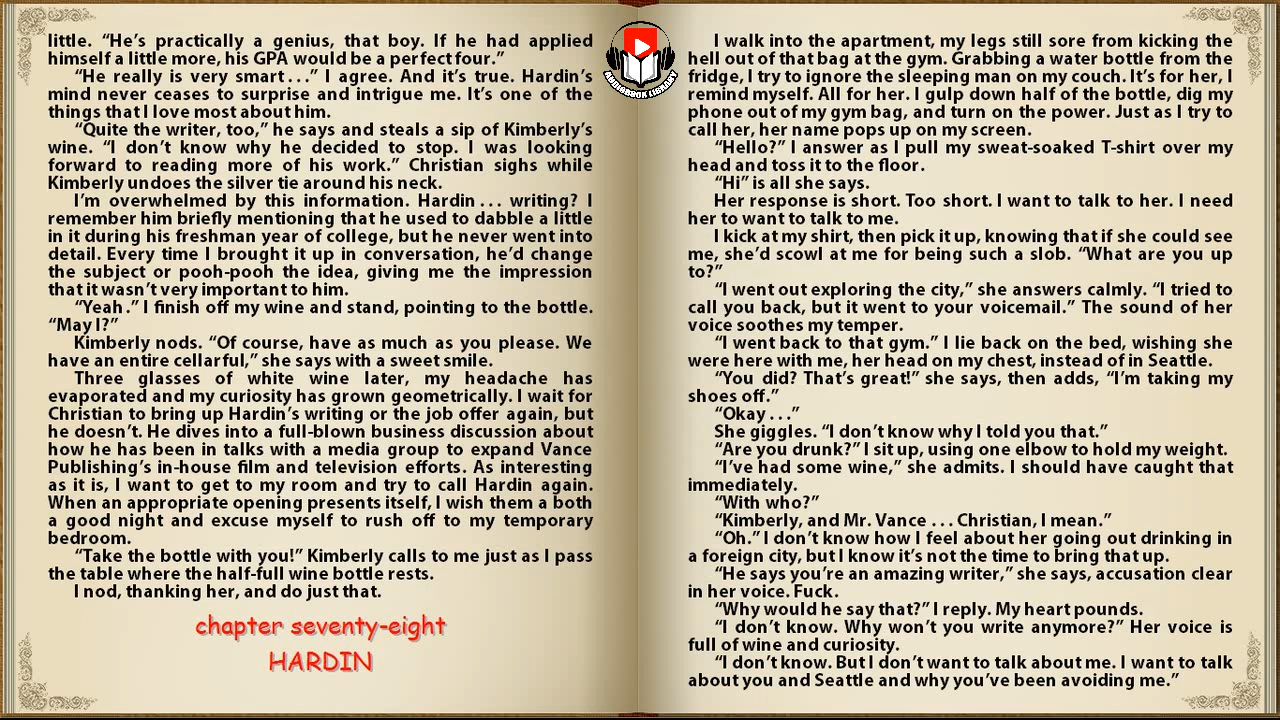 little. “He’s practically a genius, that boy. If he had applied
himself a little more, his GPA would be a perfect four.”
“He really is very smart . . .” I agree. And it’s true. Hardin’s
mind never ceases to surprise and intrigue me. It’s one of the
things that I love most about him.
“Quite the writer, too,” he says and steals a sip of Kimberly’s
wine. “I don’t know why he decided to stop. I was looking
forward to reading more of his work.” Christian sighs while
Kimberly undoes the silver tie around his neck.
I’m overwhelmed by this information. Hardin . . . writing? I
remember him briefly mentioning that he used to dabble a little
in it during his freshman year of college, but he never went into
detail. Every time I brought it up in conversation, he’d change
the subject or pooh-pooh the idea, giving me the impression
that it wasn’t very important to him.
“Yeah.” I finish off my wine and stand, pointing to the bottle.
“May I?”
Kimberly nods. “Of course, have as much as you please. We
have an entire cellarful,” she says with a sweet smile.
Three glasses of white wine later, my headache has
evaporated and my curiosity has grown geometrically. I wait for
Christian to bring up Hardin’s writing or the job offer again, but
he doesn’t. He dives into a full-blown business discussion about
how he has been in talks with a media group to expand Vance
Publishing’s in-house film and television efforts. As interesting
as it is, I want to get to my room and try to call Hardin again.
When an appropriate opening presents itself, I wish them a both
a good night and excuse myself to rush off to my temporary
bedroom.
“Take the bottle with you!” Kimberly calls to me just as I pass
the table where the half-full wine bottle rests.
I nod, thanking her, and do just that.
chapter seventy-eight
HARDIN
AUDIOBOOK LIBRARY
I walk into the apartment, my legs still sore from kicking the
hell out of that bag at the gym. Grabbing a water bottle from the
fridge, I try to ignore the sleeping man on my couch. It’s for her, I
remind myself. All for her. I gulp down half of the bottle, dig my
phone out of my gym bag, and turn on the power. Just as I try to
call her, her name pops up on my screen.
“Hello?” I answer as I pull my sweat-soaked T-shirt over my
head and toss it to the floor.
“Hi” is all she says.
Her response is short. Too short. I want to talk to her. I need
her to want to talk to me.
I kick at my shirt, then pick it up, knowing that if she could see
me, she’d scowl at me for being such a slob. “What are you up
to?”
“I went out exploring the city,” she answers calmly. “I tried to
call you back, but it went to your voicemail.” The sound of her
voice soothes my temper.
“I went back to that gym.” I lie back on the bed, wishing she
were here with me, her head on my chest, instead of in Seattle.
“You did? That’s great!” she says, then adds, “I’m taking my
shoes off.”
“Okay . . .”
She giggles. “I don’t know why I told you that.”
“Are you drunk?” I sit up, using one elbow to hold my weight.
“I’ve had some wine,” she admits. I should have caught that
immediately.
“With who?”
“Kimberly, and Mr. Vance . . . Christian, I mean.”
“Oh.” I don’t know how I feel about her going out drinking in
a foreign city, but I know it’s not the time to bring that up.
“He says you’re an amazing writer,” she says, accusation clear
in her voice. Fuck.
“Why would he say that?” I reply. My heart pounds.
“I don’t know. Why won’t you write anymore?” Her voice is
full of wine and curiosity.
“I don’t know. But I don’t want to talk about me. I want to talk
about you and Seattle and why you’ve been avoiding me.”